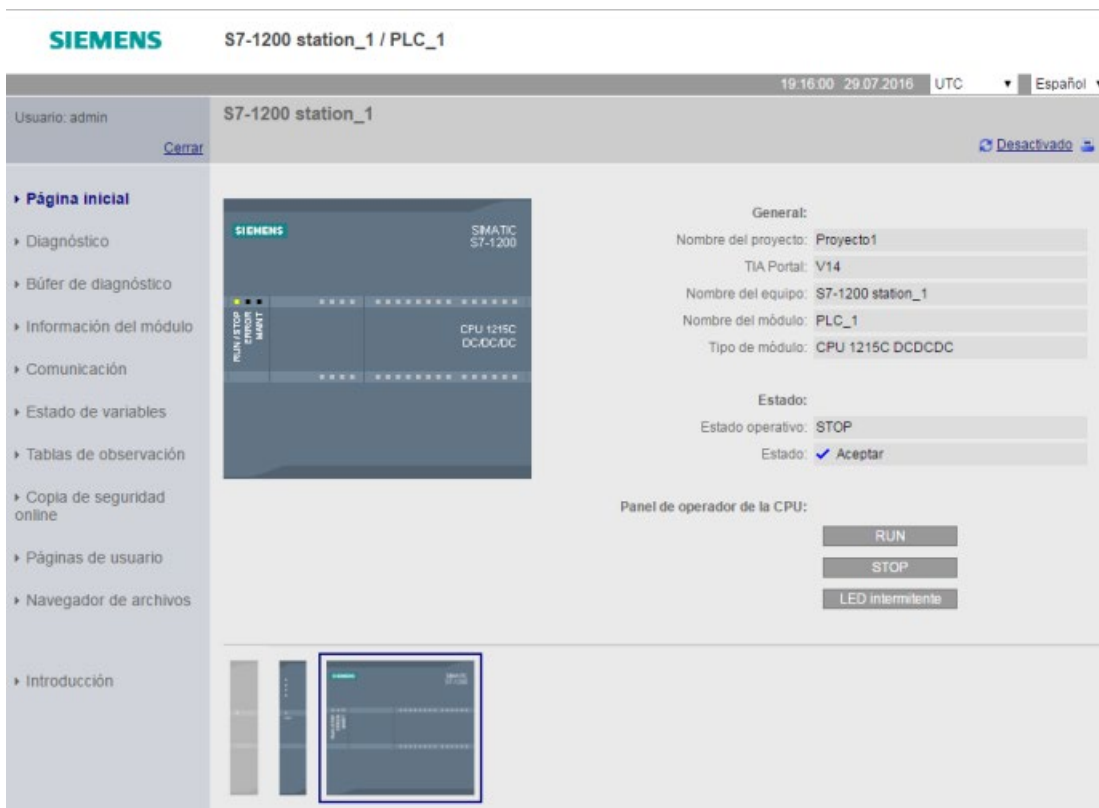 SIEMENS
S7-1200 station_1 / PLC_1
19:16:00 29.07.2016 UTC Español
Usuario: admin
S7-1200 station_1
Cerrar
Desactivado
Página inicial
Diagnóstico
Búfer de diagnóstico
Información del módulo
Comunicación
Estado de variables
Tablas de observación
Copia de seguridad
online
Páginas de usuario
Navegador de archivos
Introducción
SIEMENS
SIMATIC
S7-1200
RUN / STOP
ERROR
MAINT
CPU 1215C
DC/DC/DC
General:
Nombre del proyecto: Proyecto1
TIA Portal: V14
Nombre del equipo: S7-1200 station_1
Nombre del módulo: PLC_1
Tipo de módulo: CPU 1215C DCDCDC
Estado:
Estado operativo: STOP
Estado: Aceptar
Panel de operador de la CPU:
RUN
STOP
LED intermitente